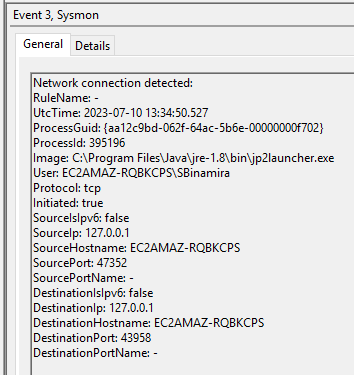 Event 3, Sysmon
General
Details
Network connection detected:
RuleName: -
UtcTime: 2023-07-10 13:34:50.527
ProcessGuid: {aa12c9bd-062f-64ac-5b6e-00000000f702}
ProcessId: 395196
Image: C:\Program Files\Java\jre-1.8\bin\jp2launcher.exe
User: EC2AMAZ-RQBKCPS\SBinamira
Protocol: tcp
Initiated: true
SourceIsIpv6: false
SourceIp: 127.0.0.1
SourceHostname: EC2AMAZ-RQBKCPS
SourcePort: 47352
SourcePortName: -
DestinationIsIpv6: false
DestinationIp: 127.0.0.1
DestinationHostname: EC2AMAZ-RQBKCPS
DestinationPort: 43958
DestinationPortName: -